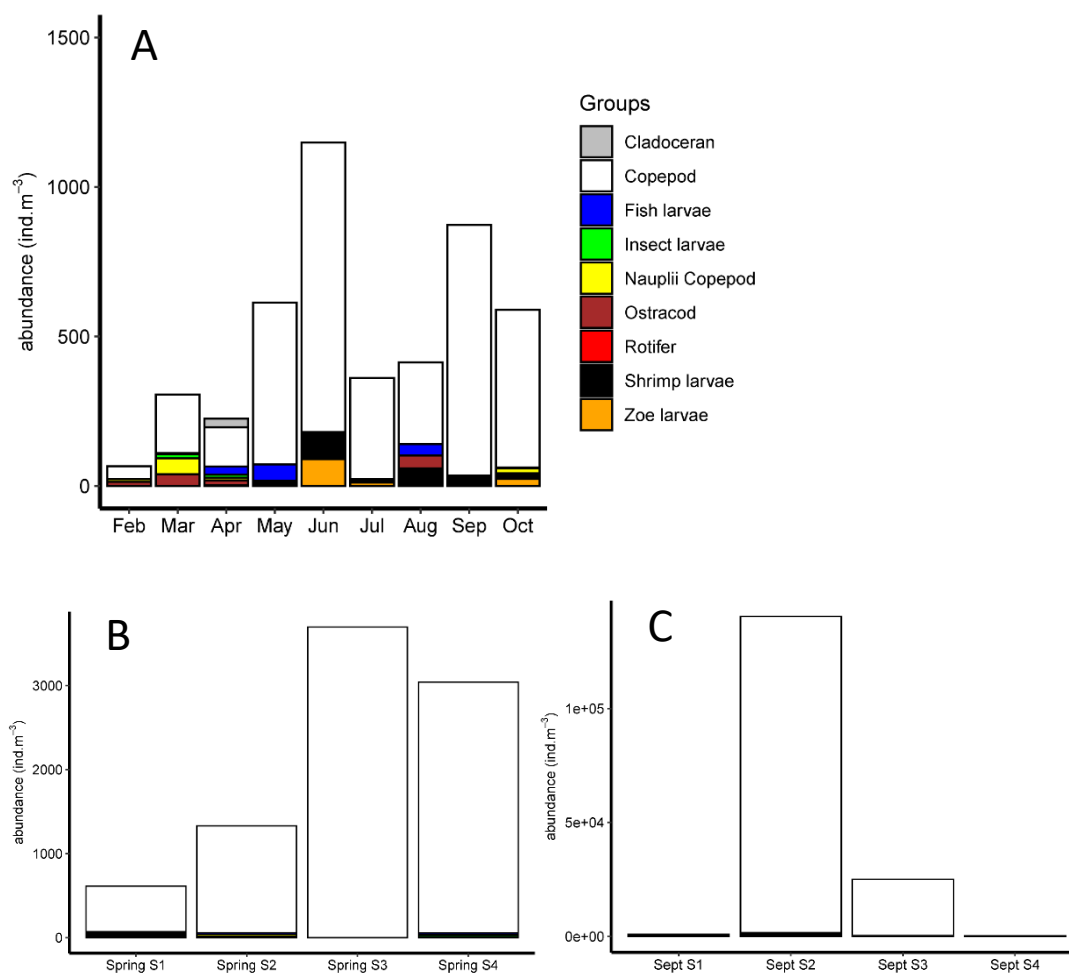 A
1500
1000
500
0
abundance (ind.m⁻³)
Feb Mar Apr May Jun Jul Aug Sep Oct
Groups
Cladoceran
Copepod
Fish larvae
Insect larvae
Nauplii Copepod
Ostracod
Rotifer
Shrimp larvae
Zoe larvae
B
3000
2000
1000
0
abundance (ind.m⁻³)
Spring S1 Spring S2 Spring S3 Spring S4
C
1e+05
5e+04
0e+00
abundance (ind.m⁻³)
Sept S1 Sept S2 Sept S3 Sept S4